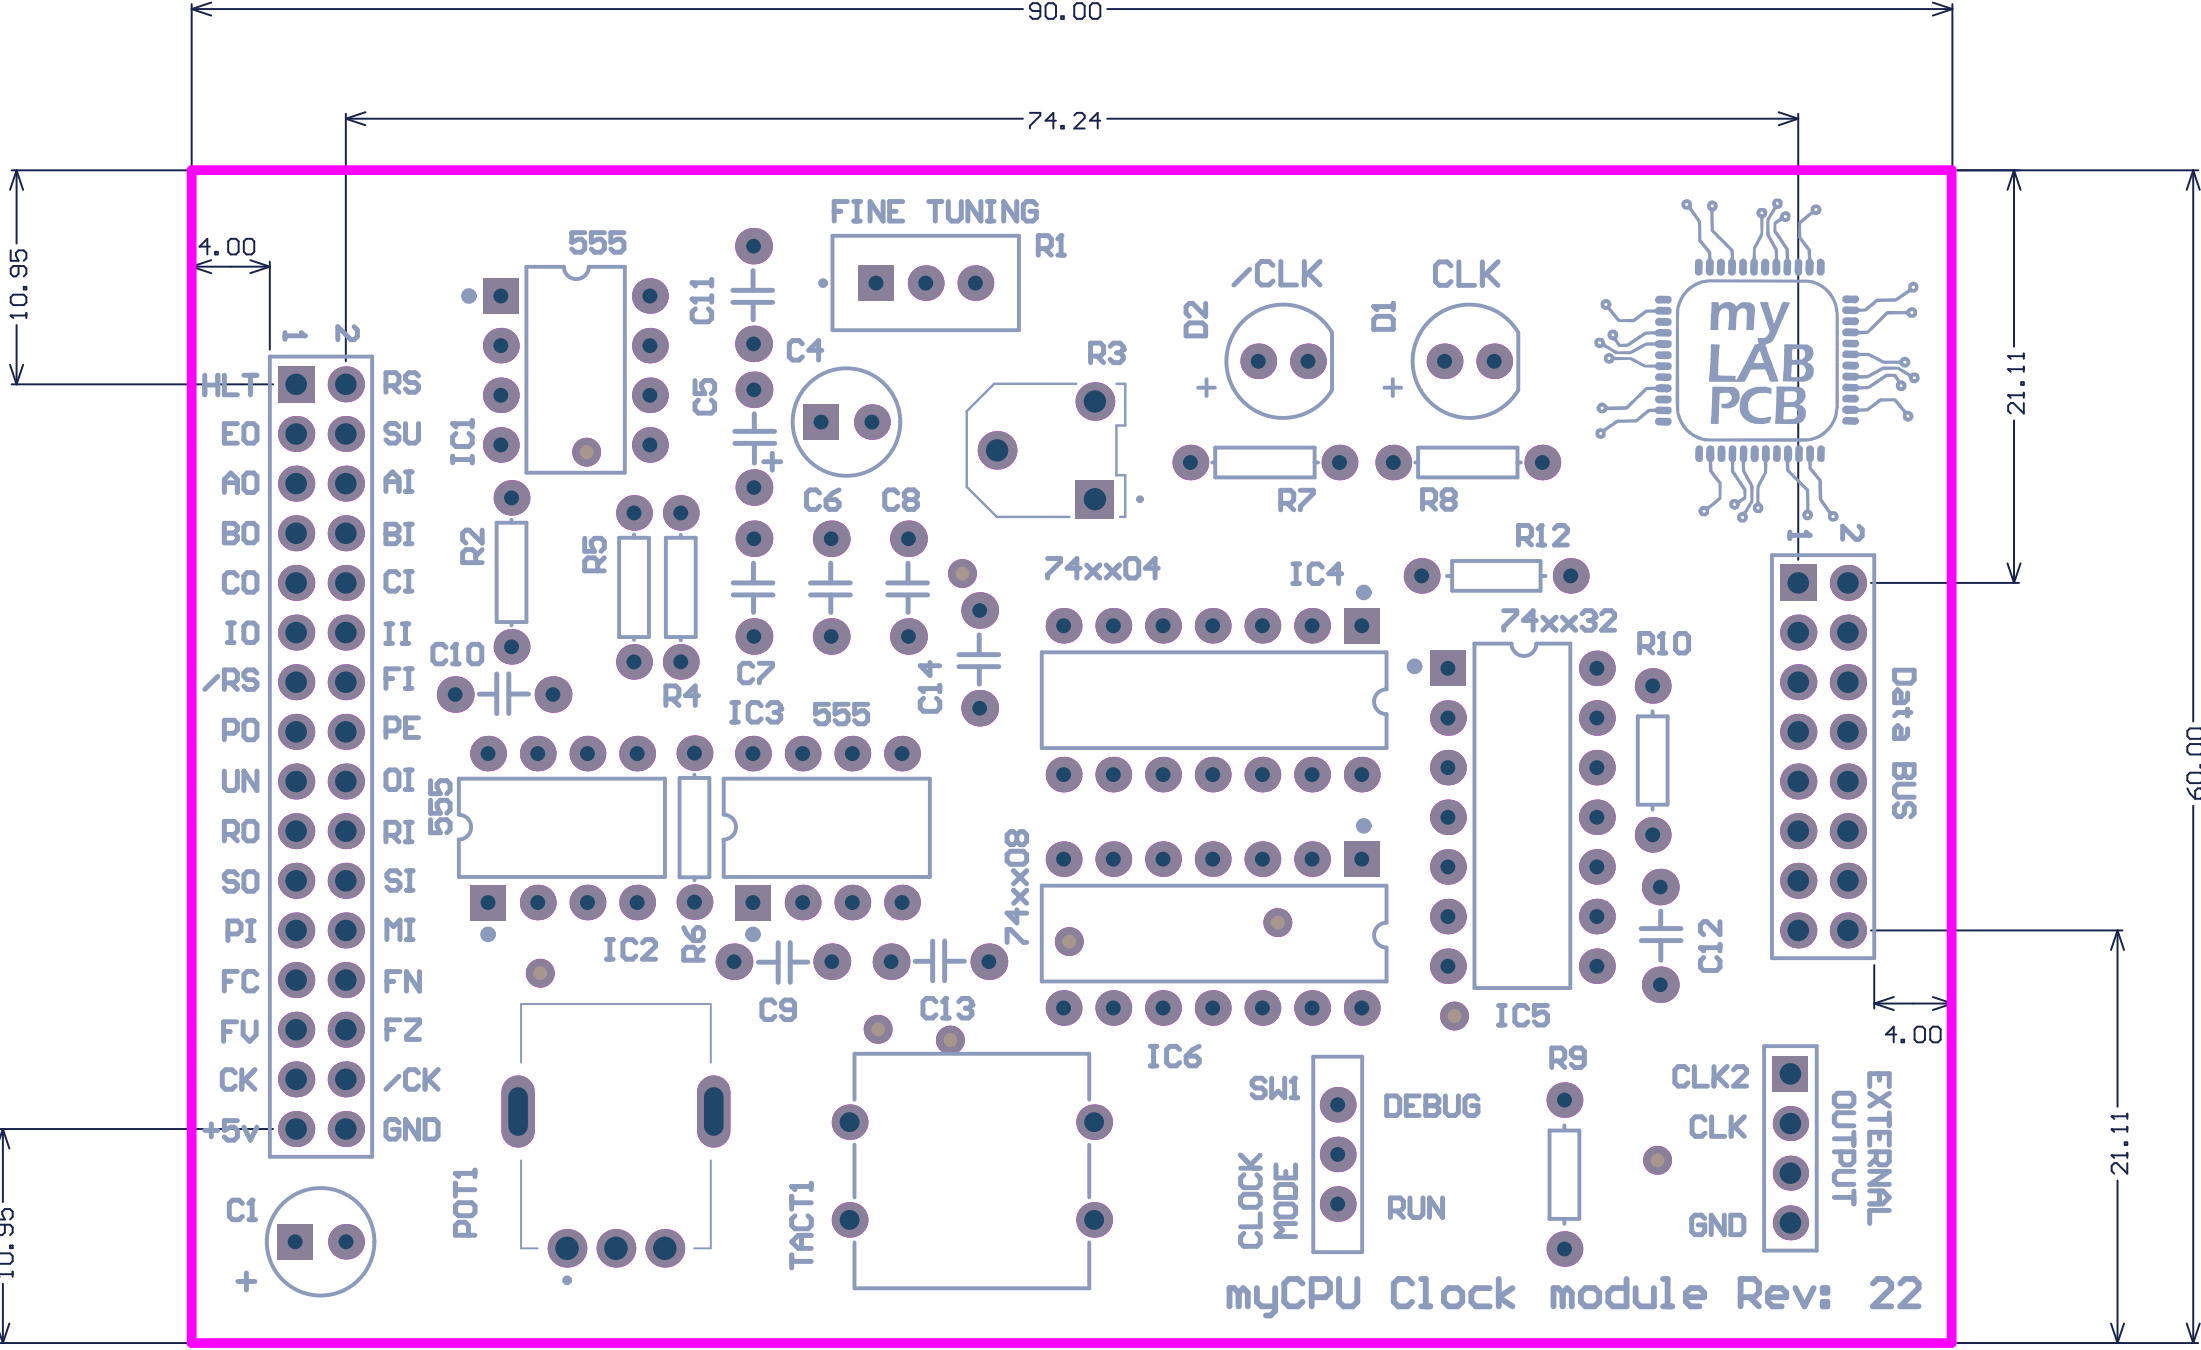 90.00
74.24
10.95
4.00
21.11
60.00
FINE TUNING
R1
555
C11
/CLK
CLK
D2
D1
+
+
my
LAB
PCB
1
2
C4
R3
C5
+
IC1
HLT
RS
EO
SU
AO
AI
BO
BI
CO
CI
IO
II
/RS
FI
PO
PE
UN
OI
RO
RI
SO
SI
PI
MI
FC
FN
FV
FZ
CK
/CK
+5v
GND
C6
C8
R7
R8
R2
R5
R12
1
2
74xx04
IC4
74xx32
R10
C10
C7
R4
C14
IC3
555
Data BUS
555
74xx08
IC2
R6
C12
C9
C13
IC5
IC6
4.00
21.11
R9
SW1
DEBUG
CLOCK
MODE
RUN
CLK2
CLK
GND
EXTERNAL
OUTPUT
POT1
TACT1
C1
+
10.95
myCPU Clock module Rev: 22